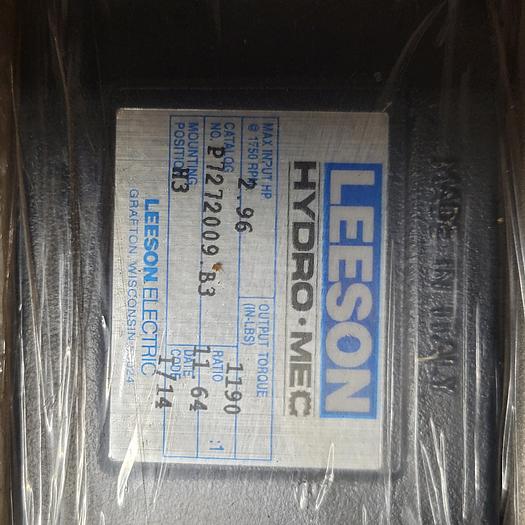 LEESON
HYDRO·MEC
MAX INPUT HP
@ 1750 RPM
2.96
OUTPUT TORQUE
(IN-LBS)
1190
CATALOG
NO.
P7272009.B3
RATIO
11 64 :1
MOUNTING
POSITION
H3
DATE
CODE
1/14
LEESON ELECTRIC
GRAFTON, WISCONSIN
MADE IN ITALY